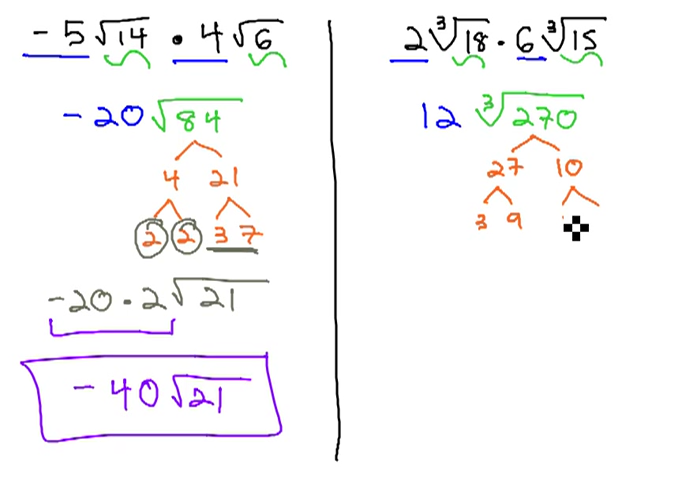 -5√14 · 4√6
-20√84
4 21
2 2 3 7
-20 · 2√21
-40√21
2∛18 · 6∛15
12 ∛270
27 10
3 9